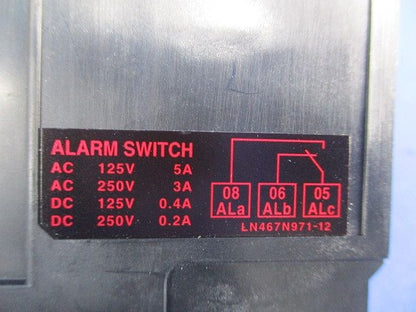 ALARM SWITCH
AC 125V 5A
AC 250V 3A
DC 125V 0.4A
DC 250V 0.2A
08 06 05
ALa ALb ALc
LN467N971-12